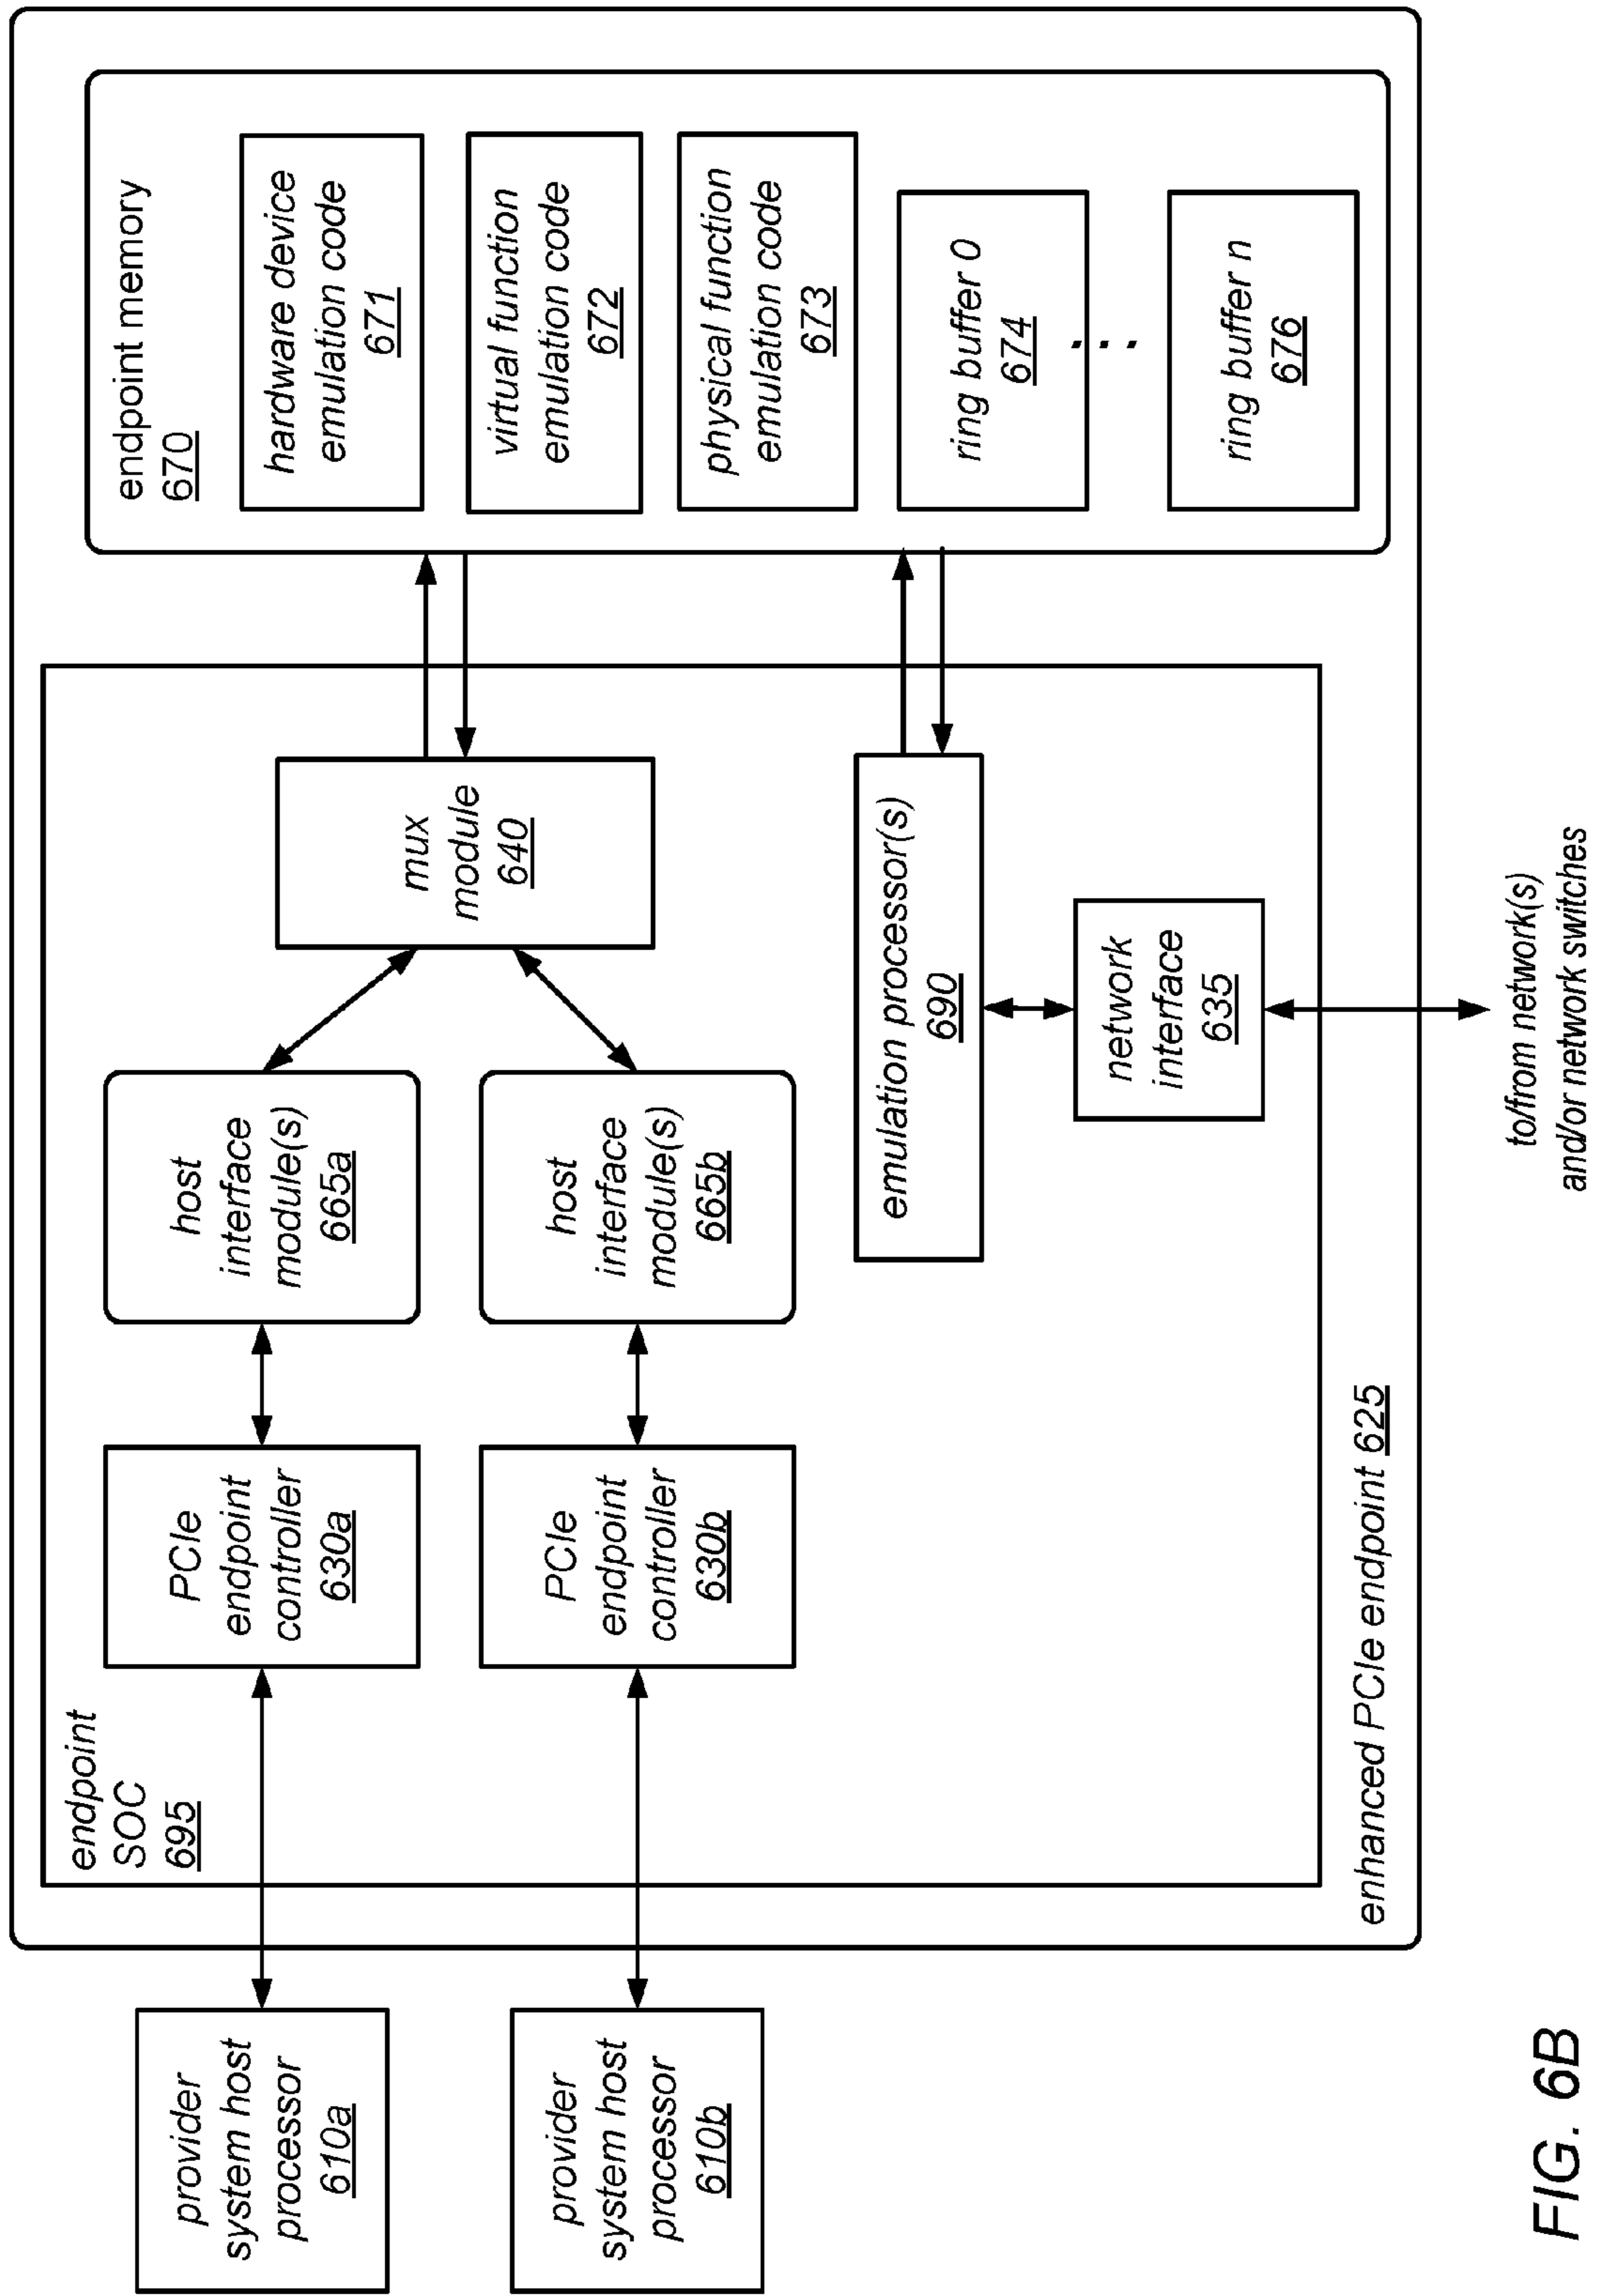 provider
system host
processor
610a
provider
system host
processor
610b
endpoint
SOC
695
PCIe
endpoint
controller
630a
PCIe
endpoint
controller
630b
host
interface
module(s)
665a
host
interface
module(s)
665b
mux
module
640
emulation processor(s)
690
network
interface
635
endpoint memory
670
hardware device
emulation code
671
virtual function
emulation code
672
physical function
emulation code
673
ring buffer 0
674
...
ring buffer n
676
enhanced PCIe endpoint 625
to/from network(s)
and/or network switches
FIG. 6B